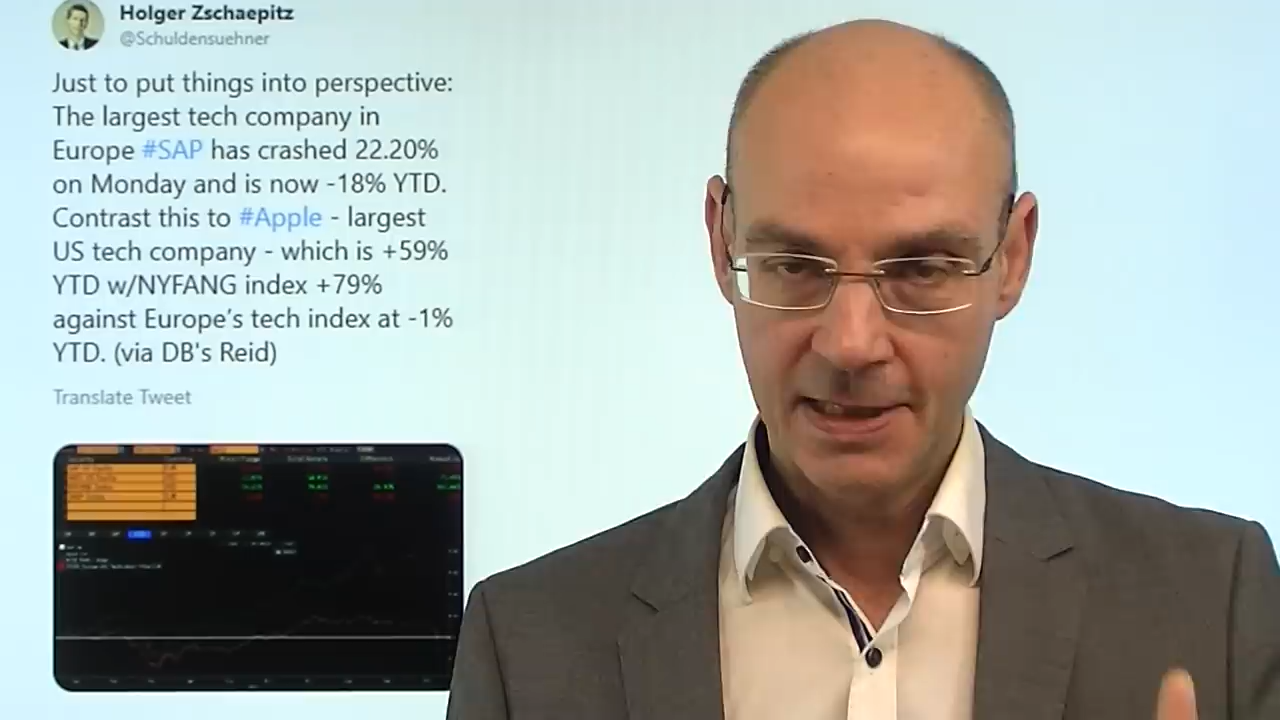 Holger Zschaepitz
@Schuldensuehner
Just to put things into perspective:
The largest tech company in
Europe #SAP has crashed 22.20%
on Monday and is now -18% YTD.
Contrast this to #Apple - largest
US tech company - which is +59%
YTD w/NYFANG index +79%
against Europe's tech index at -1%
YTD. (via DB's Reid)
Translate Tweet